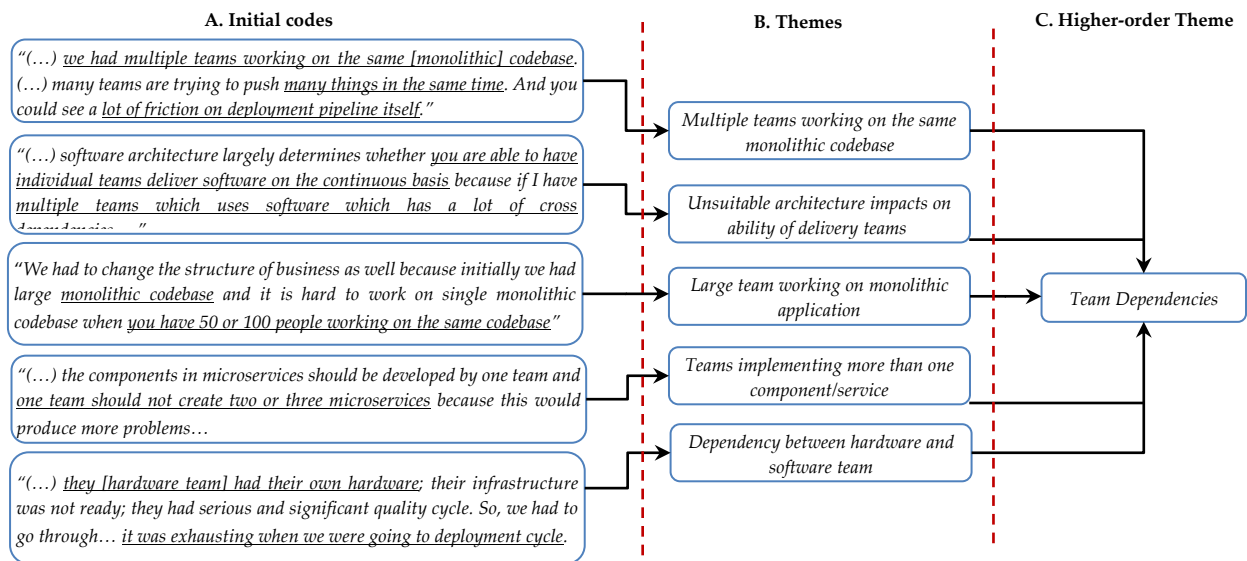 A. Initial codes
B. Themes
C. Higher-order Theme
“(…) we had multiple teams working on the same [monolithic] codebase.
(…) many teams are trying to push many things in the same time. And you
could see a lot of friction on deployment pipeline itself.”
“(…) software architecture largely determines whether you are able to have
individual teams deliver software on the continuous basis because if I have
multiple teams which uses software which has a lot of cross
dependencies….”
“We had to change the structure of business as well because initially we had
large monolithic codebase and it is hard to work on single monolithic
codebase when you have 50 or 100 people working on the same codebase”
“(…) the components in microservices should be developed by one team and
one team should not create two or three microservices because this would
produce more problems…
“(…) they [hardware team] had their own hardware; their infrastructure
was not ready; they had serious and significant quality cycle. So, we had to
go through… it was exhausting when we were going to deployment cycle.
Multiple teams working on the same
monolithic codebase
Unsuitable architecture impacts on
ability of delivery teams
Large team working on monolithic
application
Teams implementing more than one
component/service
Dependency between hardware and
software team
Team Dependencies